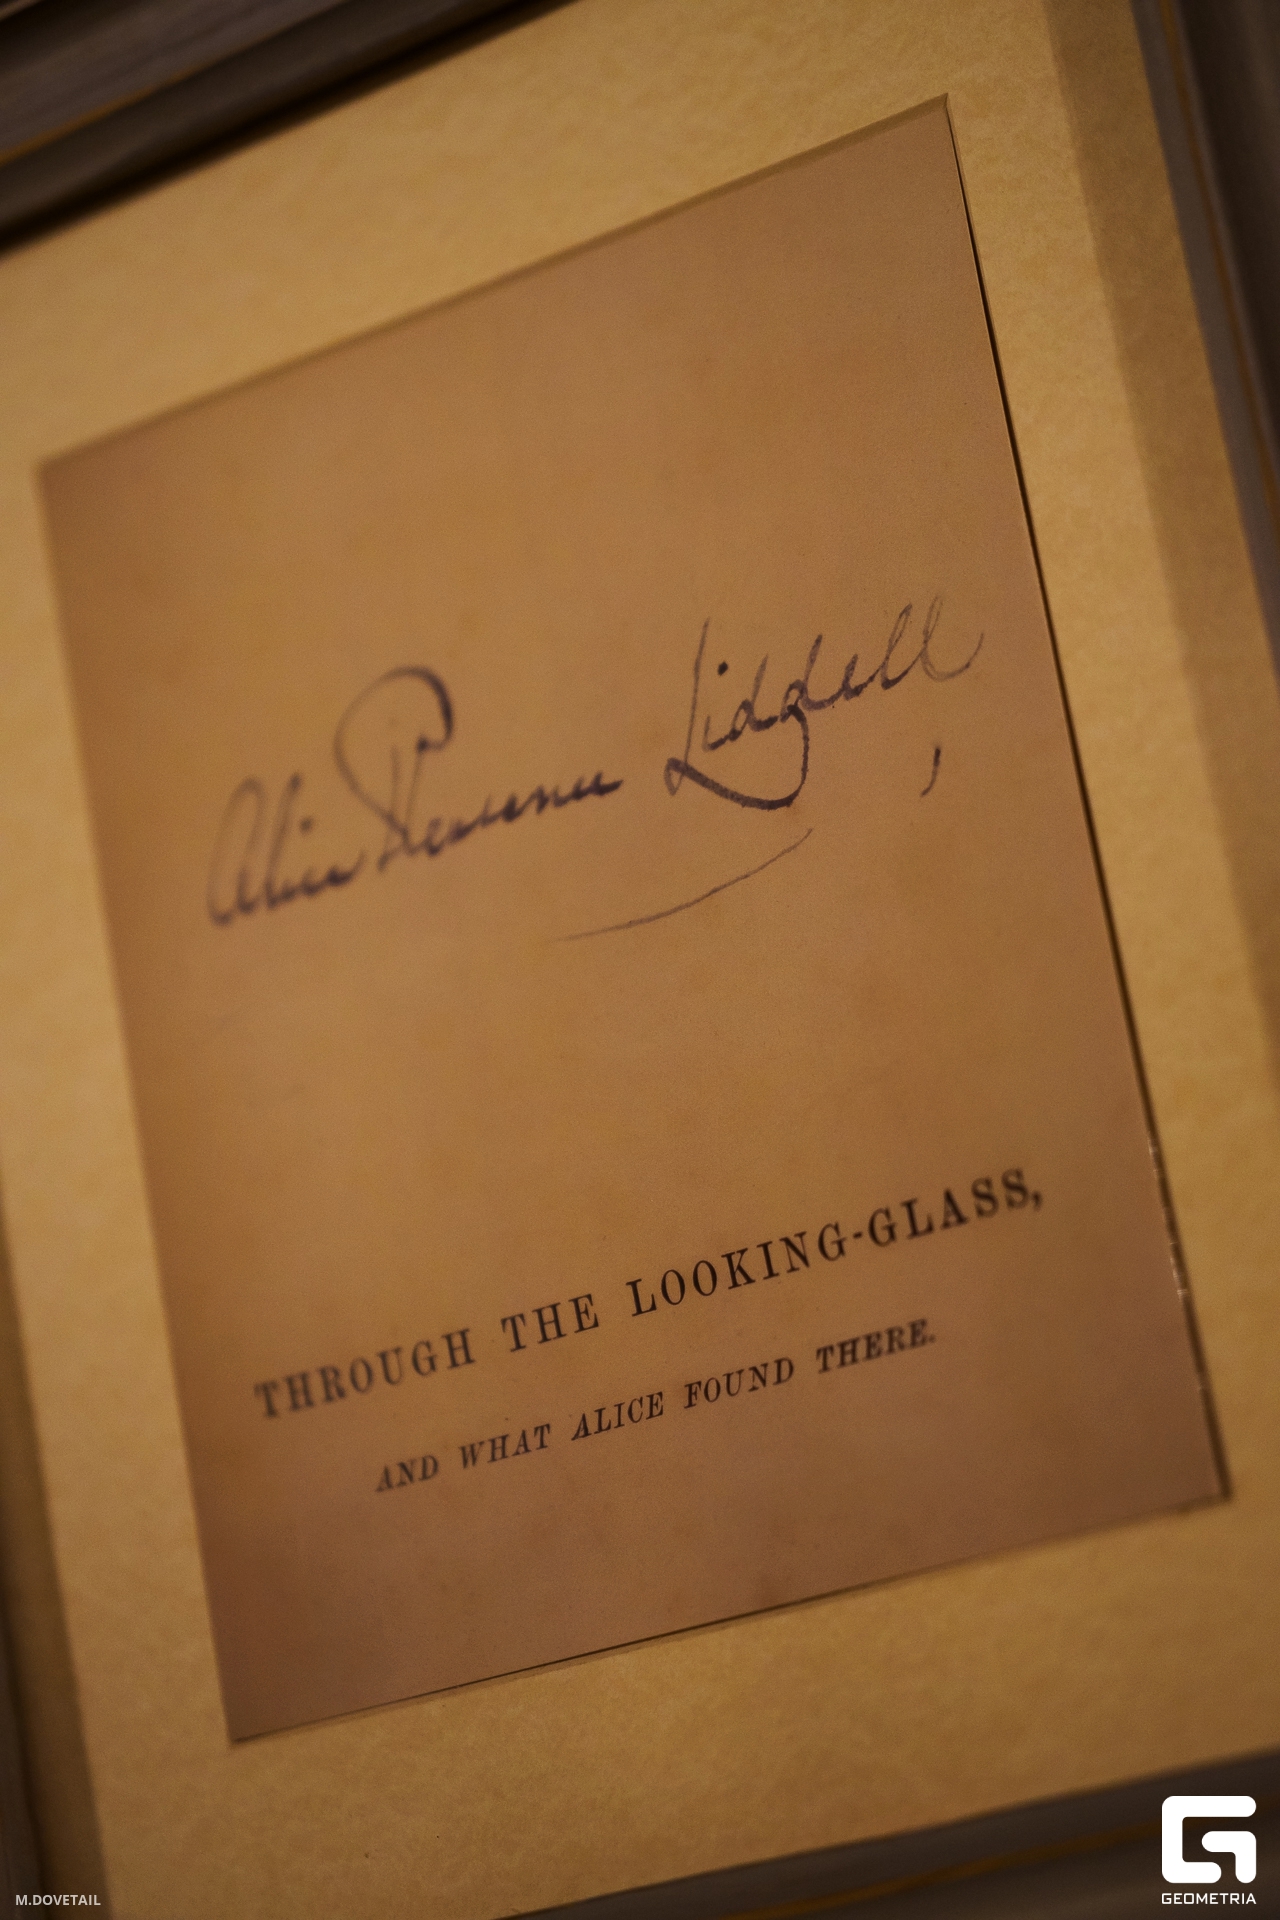 Alice Pleasance Liddell
THROUGH THE LOOKING-GLASS,
AND WHAT ALICE FOUND THERE.
M.DOVETAIL
GEOMETRIA